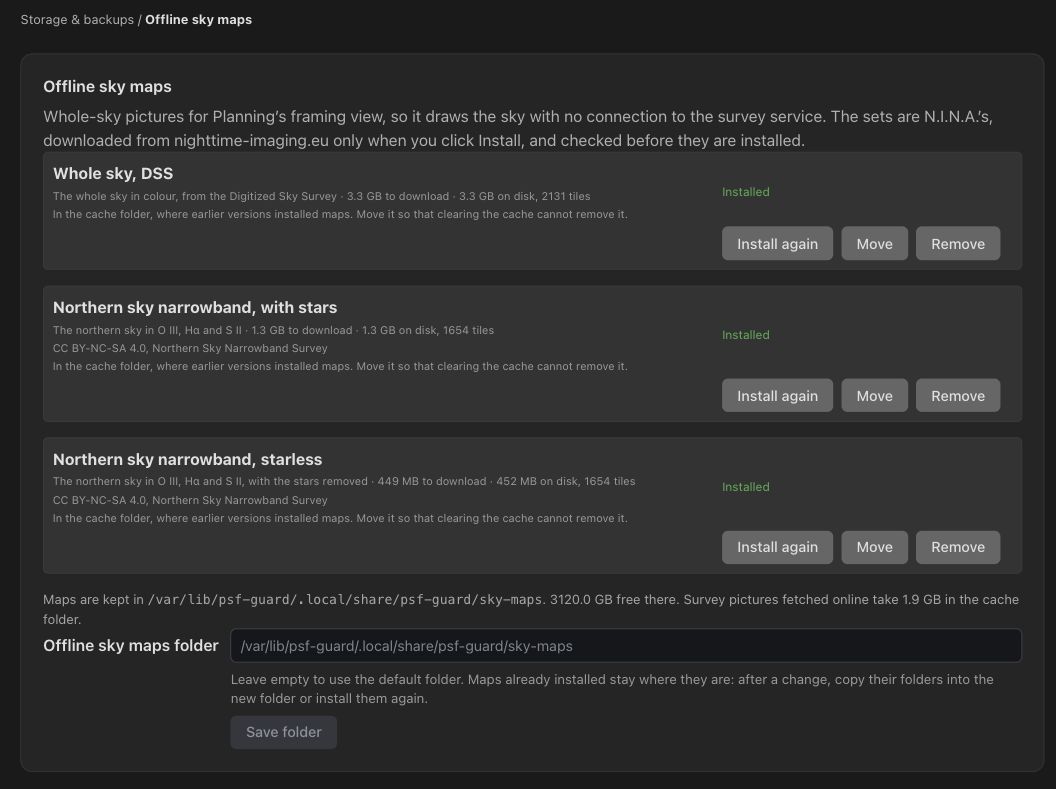 Storage & backups / Offline sky maps
Offline sky maps
Whole-sky pictures for Planning's framing view, so it draws the sky with no connection to the survey service. The sets are N.I.N.A.'s,
downloaded from nighttime-imaging.eu only when you click Install, and checked before they are installed.
Whole sky, DSS
The whole sky in colour, from the Digitized Sky Survey · 3.3 GB to download · 3.3 GB on disk, 2131 tiles
In the cache folder, where earlier versions installed maps. Move it so that clearing the cache cannot remove it.
Installed
Install again Move Remove
Northern sky narrowband, with stars
The northern sky in O III, Hα and S II · 1.3 GB to download · 1.3 GB on disk, 1654 tiles
CC BY-NC-SA 4.0, Northern Sky Narrowband Survey
In the cache folder, where earlier versions installed maps. Move it so that clearing the cache cannot remove it.
Installed
Install again Move Remove
Northern sky narrowband, starless
The northern sky in O III, Hα and S II, with the stars removed · 449 MB to download · 452 MB on disk, 1654 tiles
CC BY-NC-SA 4.0, Northern Sky Narrowband Survey
In the cache folder, where earlier versions installed maps. Move it so that clearing the cache cannot remove it.
Installed
Install again Move Remove
Maps are kept in /var/lib/psf-guard/.local/share/psf-guard/sky-maps. 3120.0 GB free there. Survey pictures fetched online take 1.9 GB in the cache
folder.
Offline sky maps folder /var/lib/psf-guard/.local/share/psf-guard/sky-maps
Leave empty to use the default folder. Maps already installed stay where they are: after a change, copy their folders into the
new folder or install them again.
Save folder